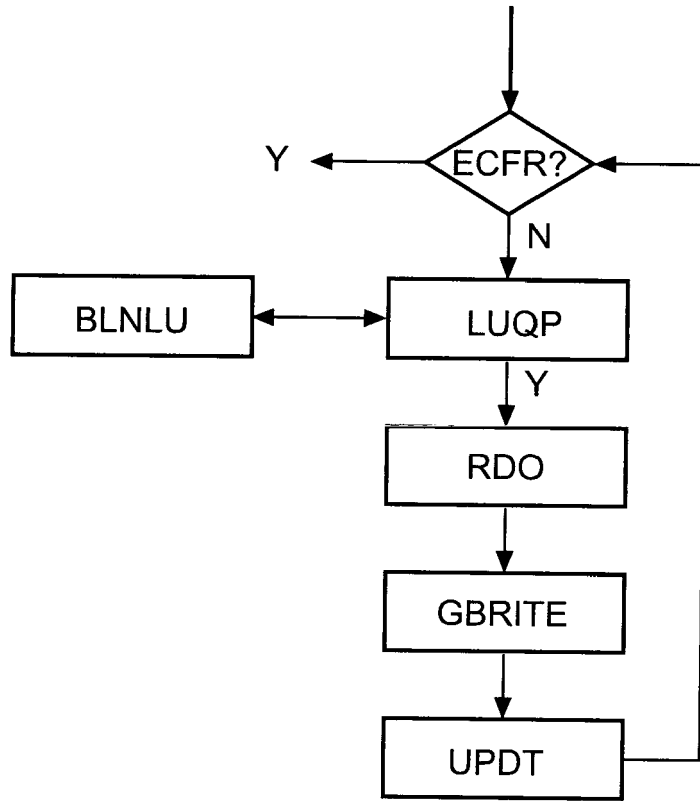 ECFR?
Y
N
BLNLU
LUQP
Y
RDO
GBRITE
UPDT